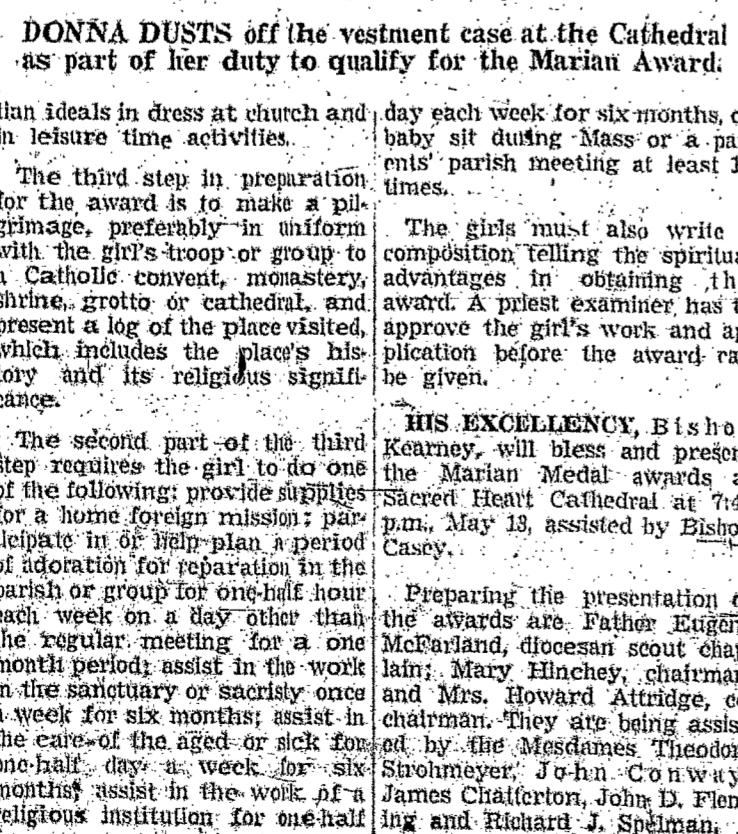 DONNA DUSTS off the vestment case at the Cathedral
as part of her duty to qualify for the Marian Award.
tian ideals in dress at church and
in leisure time activities.
The third step in preparation
for the award is to make a pil-
grimage, preferably in uniform
with the girl's troop or group to
a Catholic convent, monastery,
shrine, grotto or cathedral, and
present a log of the place visited,
which includes the place's his-
tory and its religious signifi-
cance.
The second part of the third
step requires the girl to do one
of the following: provide supplies
for a home foreign mission; par-
ticipate in or help plan a period
of adoration for reparation in the
parish or group for one-half hour
each week on a day other than
the regular meeting for a one
month period; assist in the work
in the sanctuary or sacristy once
a week for six months; assist in
the care of the aged or sick for
one-half day a week for six
months; assist in the work of a
religious institution for one-half
day each week for six months,
baby sit during Mass or a par
ents' parish meeting at least 1
times.
The girls must also write
composition telling the spiritua
advantages in obtaining th
award. A priest examiner has t
approve the girl's work and ap
plication before the award ca
be given.
HIS EXCELLENCY, Bisho
Kearney, will bless and presen
the Marian Medal awards a
Sacred Heart Cathedral at 7:4
p.m., May 13, assisted by Bisho
Casey.
Preparing the presentation o
the awards are Father Eugen
McFarland, diocesan scout chap
lain; Mary Hinchey, chairman
and Mrs. Howard Attridge, co
chairman. They are being assist
ed by the Mesdames Theodor
Strohmeyer, John Conway
James Chatterton, John D. Flem
ing and Richard J. Spelman.